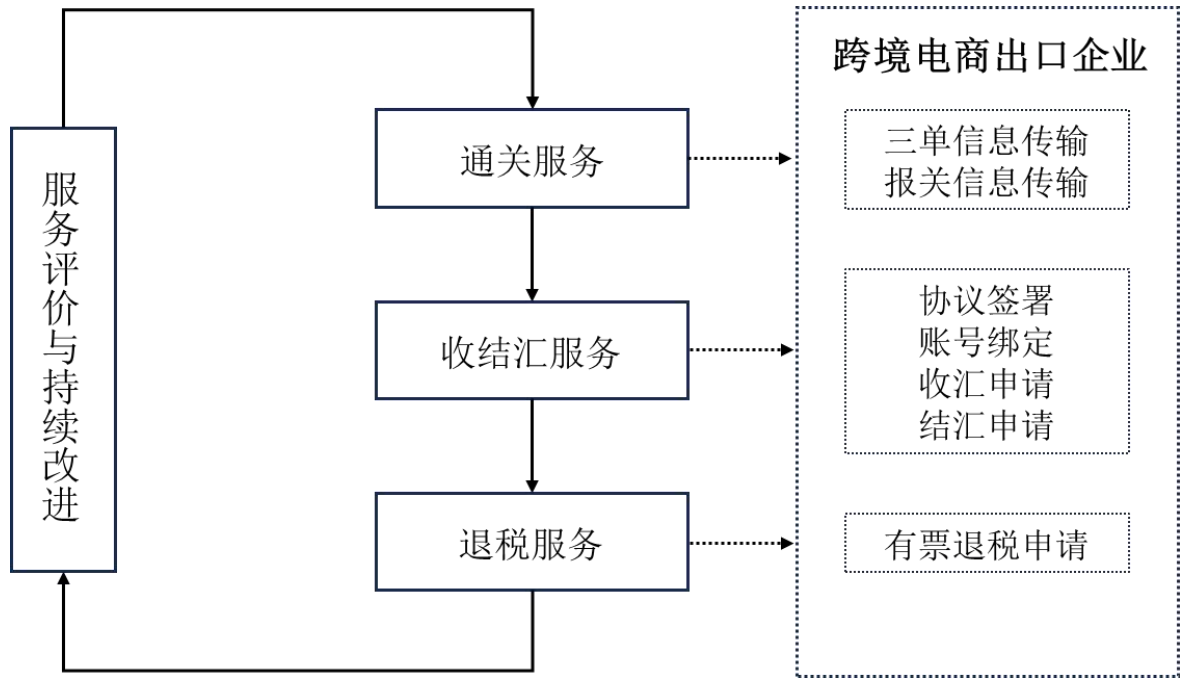 跨境电商出口企业
通关服务
三单信息传输
报关信息传输
服务评价与持续改进
收结汇服务
协议签署
账号绑定
收汇申请
结汇申请
退税服务
有票退税申请